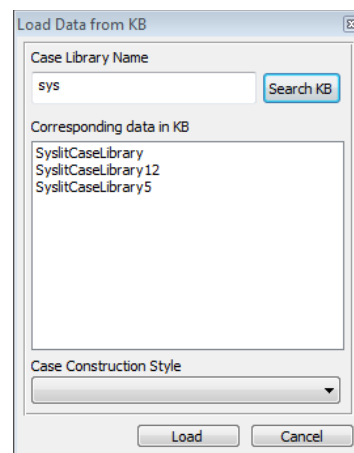 Load Data from KB
Case Library Name
sys
Search KB
Corresponding data in KB
SyslitCaseLibrary
SyslitCaseLibrary12
SyslitCaseLibrary5
Case Construction Style
Load Cancel